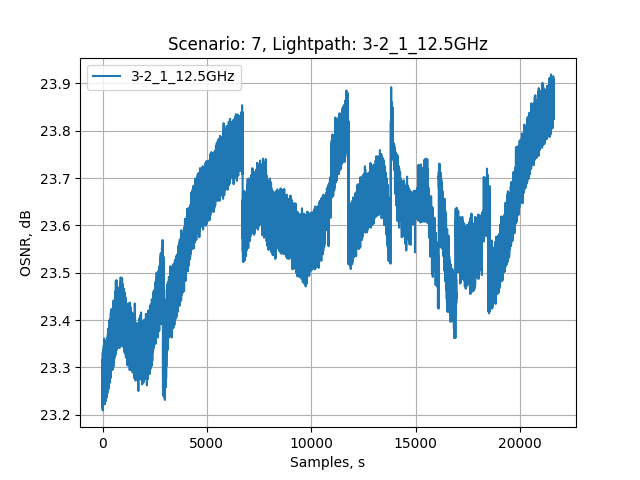 Scenario: 7, Lightpath: 3-2_1_12.5GHz
3-2_1_12.5GHz
OSNR, dB
23.9
23.8
23.7
23.6
23.5
23.4
23.3
23.2
0 5000 10000 15000 20000
Samples, s